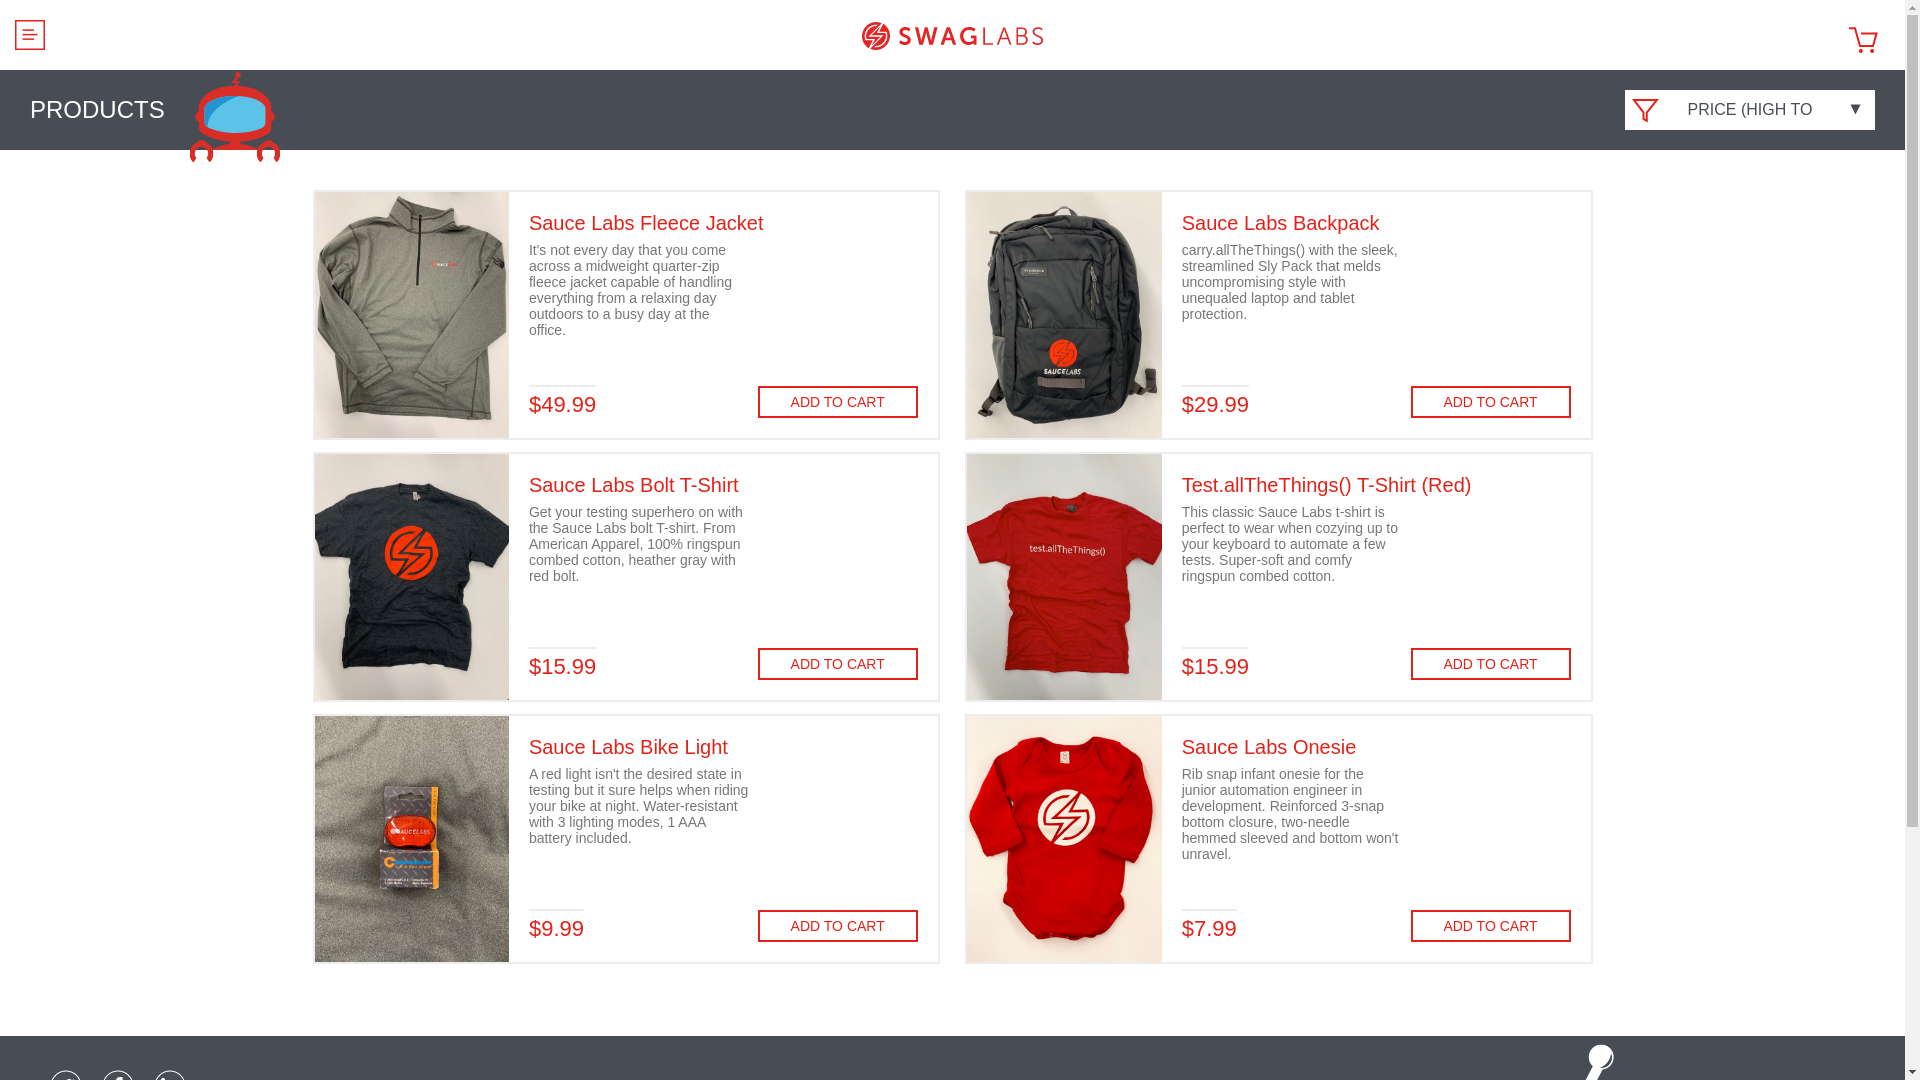 SWAGLABS
PRODUCTS
PRICE (HIGH TO
▼
Sauce Labs Fleece Jacket
It's not every day that you come
across a midweight quarter-zip
fleece jacket capable of handling
everything from a relaxing day
outdoors to a busy day at the
office.
$49.99
ADD TO CART
SAUCELABS
Sauce Labs Backpack
carry.allTheThings() with the sleek,
streamlined Sly Pack that melds
uncompromising style with
unequaled laptop and tablet
protection.
$29.99
ADD TO CART
Sauce Labs Bolt T-Shirt
Get your testing superhero on with
the Sauce Labs bolt T-shirt. From
American Apparel, 100% ringspun
combed cotton, heather gray with
red bolt.
$15.99
ADD TO CART
test.allTheThings()
Test.allTheThings() T-Shirt (Red)
This classic Sauce Labs t-shirt is
perfect to wear when cozying up to
your keyboard to automate a few
tests. Super-soft and comfy
ringspun combed cotton.
$15.99
ADD TO CART
SAUCELABS
Sauce Labs Bike Light
A red light isn't the desired state in
testing but it sure helps when riding
your bike at night. Water-resistant
with 3 lighting modes, 1 AAA
battery included.
$9.99
ADD TO CART
Sauce Labs Onesie
Rib snap infant onesie for the
junior automation engineer in
development. Reinforced 3-snap
bottom closure, two-needle
hemmed sleeved and bottom won't
unravel.
$7.99
ADD TO CART